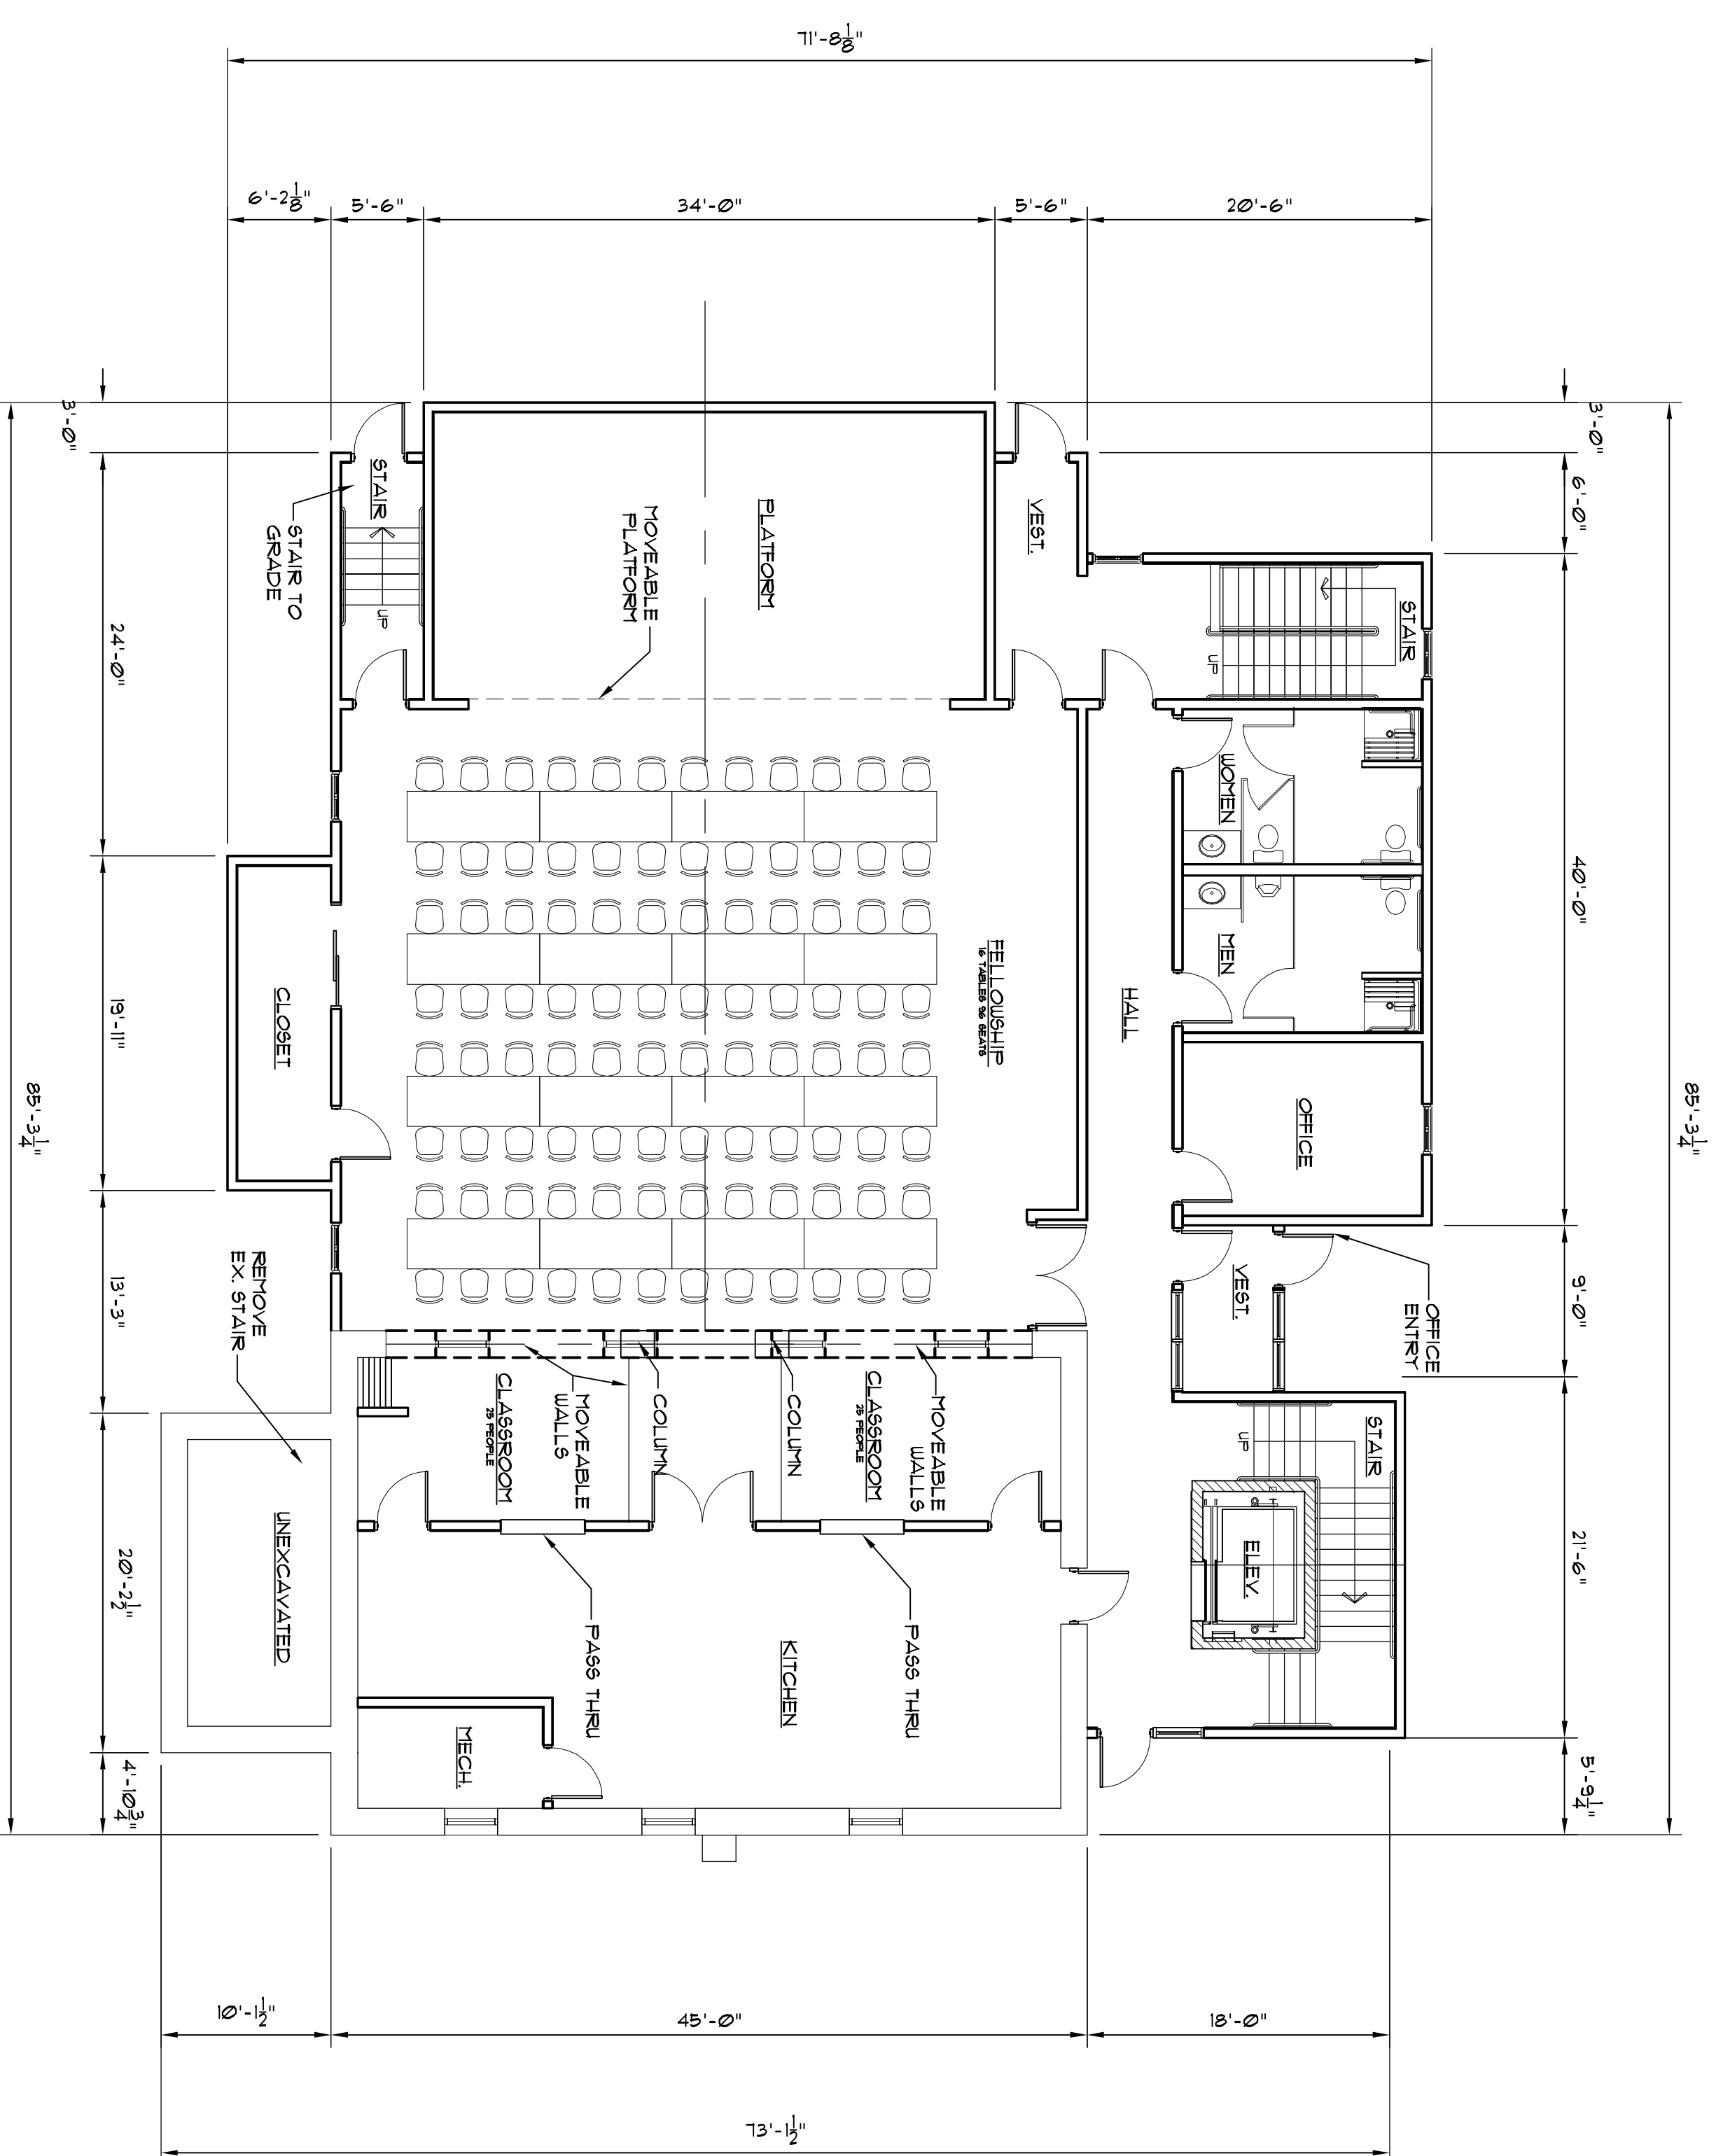 71'-8 1/8"
6'-2 1/8"
5'-6"
34'-0"
5'-6"
20'-6"
3'-0"
6'-0"
40'-0"
9'-0"
21'-6"
5'-9 1/4"
85'-3 1/4"
3'-0"
24'-0"
19'-11"
13'-3"
20'-2 1/2"
4'-10 3/4"
85'-3 1/4"
10'-1 1/2"
45'-0"
18'-0"
73'-1 1/2"
STAIR
UP
STAIR TO
GRADE
MOVEABLE
PLATFORM
PLATFORM
VEST.
STAIR
UP
WOMEN
MEN
HALL
OFFICE
FELLOWSHIP
16 TABLES 96 SEATS
CLOSET
VEST.
OFFICE
ENTRY
REMOVE
EX. STAIR
UNEXCAVATED
CLASSROOM
25 PEOPLE
MOVEABLE
WALLS
COLUMN
COLUMN
CLASSROOM
25 PEOPLE
MOVEABLE
WALLS
STAIR
UP
ELEV.
PASS THRU
KITCHEN
PASS THRU
MECH.